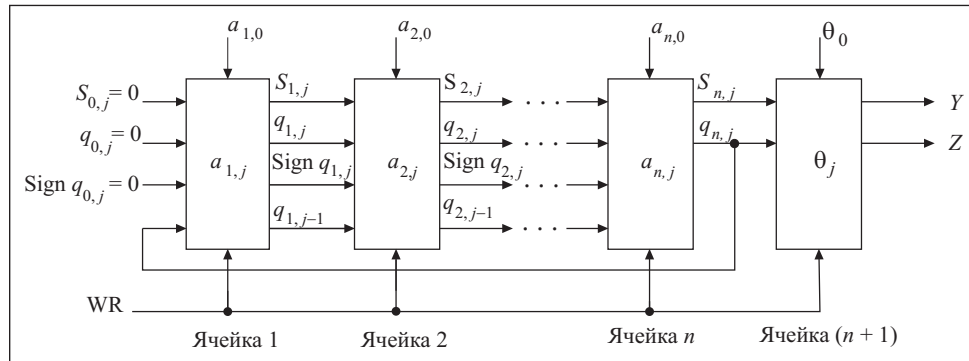 a 1,0 a 2,0 a n,0 θ 0
S 0, j = 0 S 1, j S 2, j . . . S n, j Y
q 0, j = 0 q 1, j q 2, j . . . q n, j Z
a 1, j a 2, j a n, j θ j
Sign q 0, j = 0 Sign q 1, j Sign q 2, j . . .
q 1, j–1 q 2, j–1 . . .
WR
Ячейка 1 Ячейка 2 Ячейка n Ячейка (n + 1)